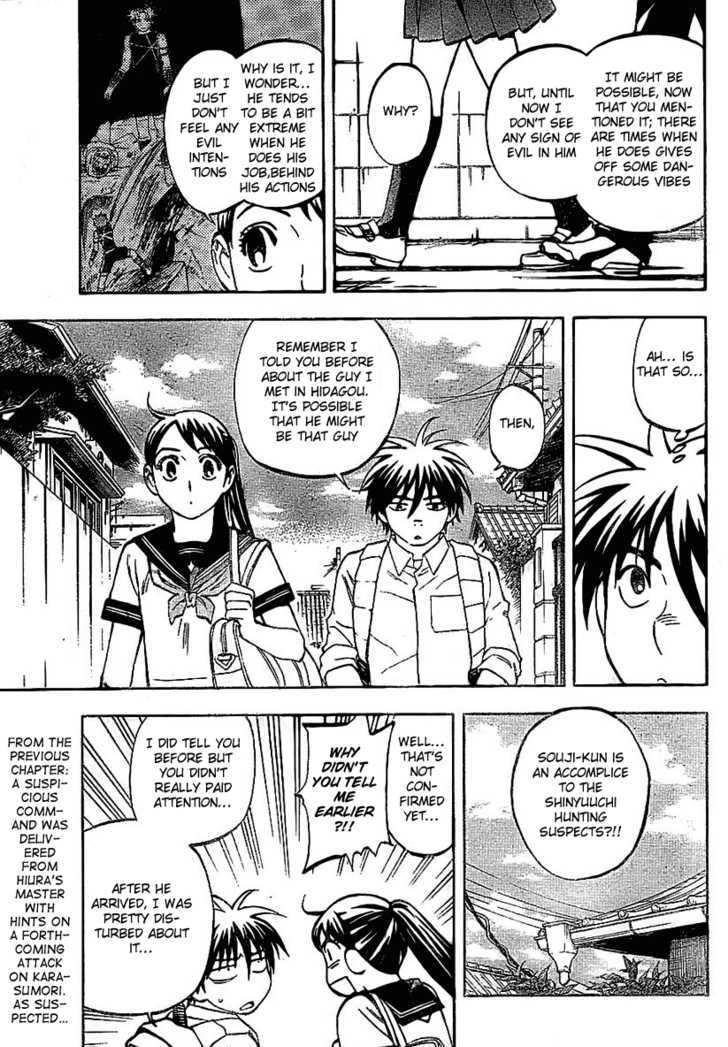 IT MIGHT BE
POSSIBLE, NOW
THAT YOU MEN-
TIONED IT; THERE
ARE TIMES WHEN
HE DOES GIVES
OFF SOME DAN-
GEROUS VIBES
BUT, UNTIL
NOW I
DON'T SEE
ANY SIGN OF
EVIL IN HIM
WHY?
WHY IS IT, I
WONDER...
HE TENDS
TO BE A BIT
EXTREME
WHEN HE
DOES HIS
JOB,BEHIND
HIS ACTIONS
BUT I
JUST
DON'T
FEEL ANY
EVIL
INTEN-
TIONS
AH... IS
THAT SO...
THEN,
REMEMBER I
TOLD YOU BEFORE
ABOUT THE GUY I
MET IN HIDAGOU.
IT'S POSSIBLE
THAT HE MIGHT
BE THAT GUY
SOUJI-KUN IS
AN ACCOMPLICE
TO THE
SHINYUUCHI
HUNTING
SUSPECTS?!!
WELL...
THAT'S
NOT
CON-
FIRMED
YET...
WHY
DIDN'T
YOU TELL
ME
EARLIER
?!!
I DID TELL
YOU
BEFORE BUT
YOU DIDN'T
REALLY PAID
ATTENTION...
AFTER HE
ARRIVED, I WAS
PRETTY DIS-
TURBED ABOUT
IT...
FROM THE
PREVIOUS
CHAPTER:
A SUSPI-
CIOUS
COMM-
AND WAS
DELIV-
ERED
FROM
HIURA'S
MASTER
WITH
HINTS ON
A FORTH-
COMING
ATTACK
ON KARA-
SUMORI.
AS SUS-
PECTED...